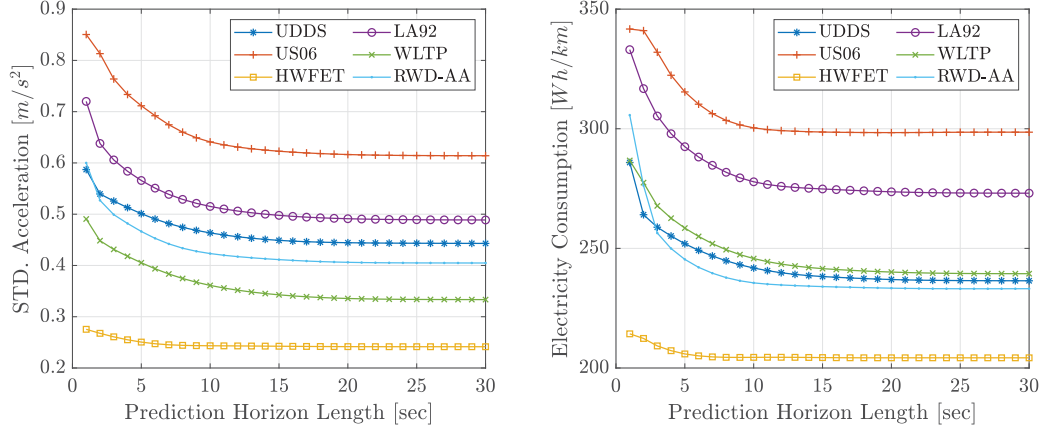 STD. Acceleration [m/s²]
0.9
0.8
0.7
0.6
0.5
0.4
0.3
0.2
UDDS LA92
US06 WLTP
HWFET RWD-AA
0 5 10 15 20 25 30
Prediction Horizon Length [sec]
Electricity Consumption [Wh/km]
350
300
250
200
UDDS LA92
US06 WLTP
HWFET RWD-AA
0 5 10 15 20 25 30
Prediction Horizon Length [sec]